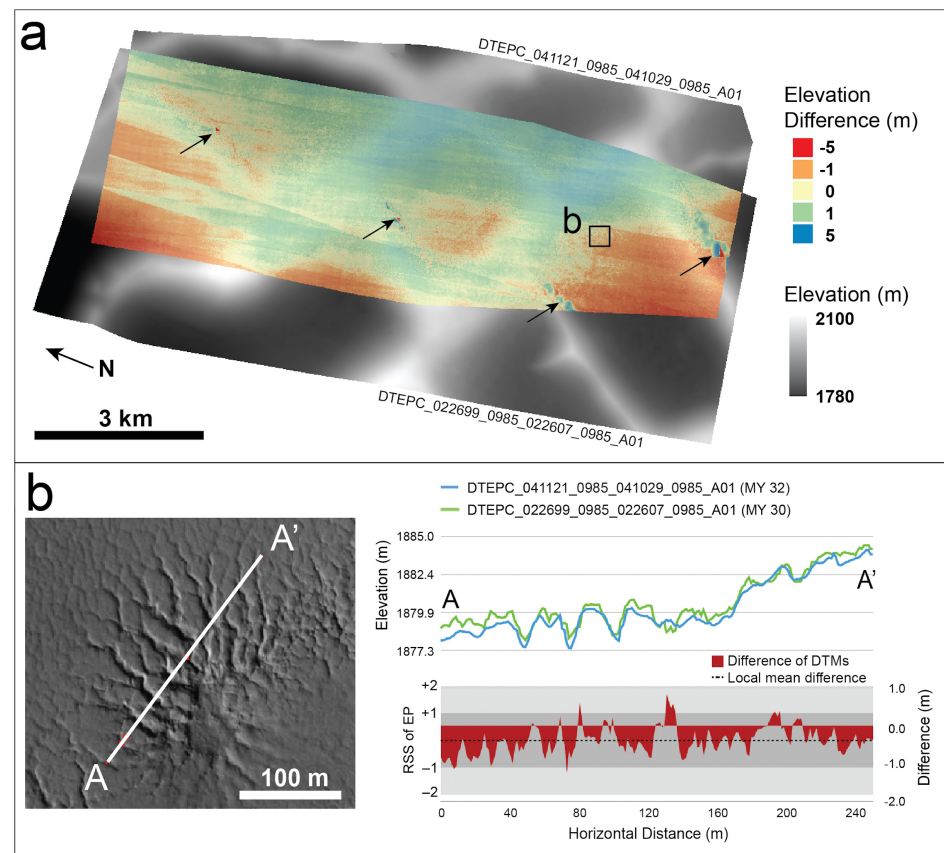 a
DTEPC_041121_0985_041029_0985_A01
Elevation
Difference (m)
-5
-1
0
1
5
b
Elevation (m)
2100
1780
N
3 km
DTEPC_022699_0985_022607_0985_A01
b
A'
A
100 m
DTEPC_041121_0985_041029_0985_A01 (MY 32)
DTEPC_022699_0985_022607_0985_A01 (MY 30)
Elevation (m)
1885.0
1882.4
1879.9
1877.3
A
A'
Difference of DTMs
Local mean difference
RSS of EP
+2
+1
−1
−2
1.0
0.0
-1.0
-2.0
Difference (m)
0 40 80 120 160 200 240
Horizontal Distance (m)